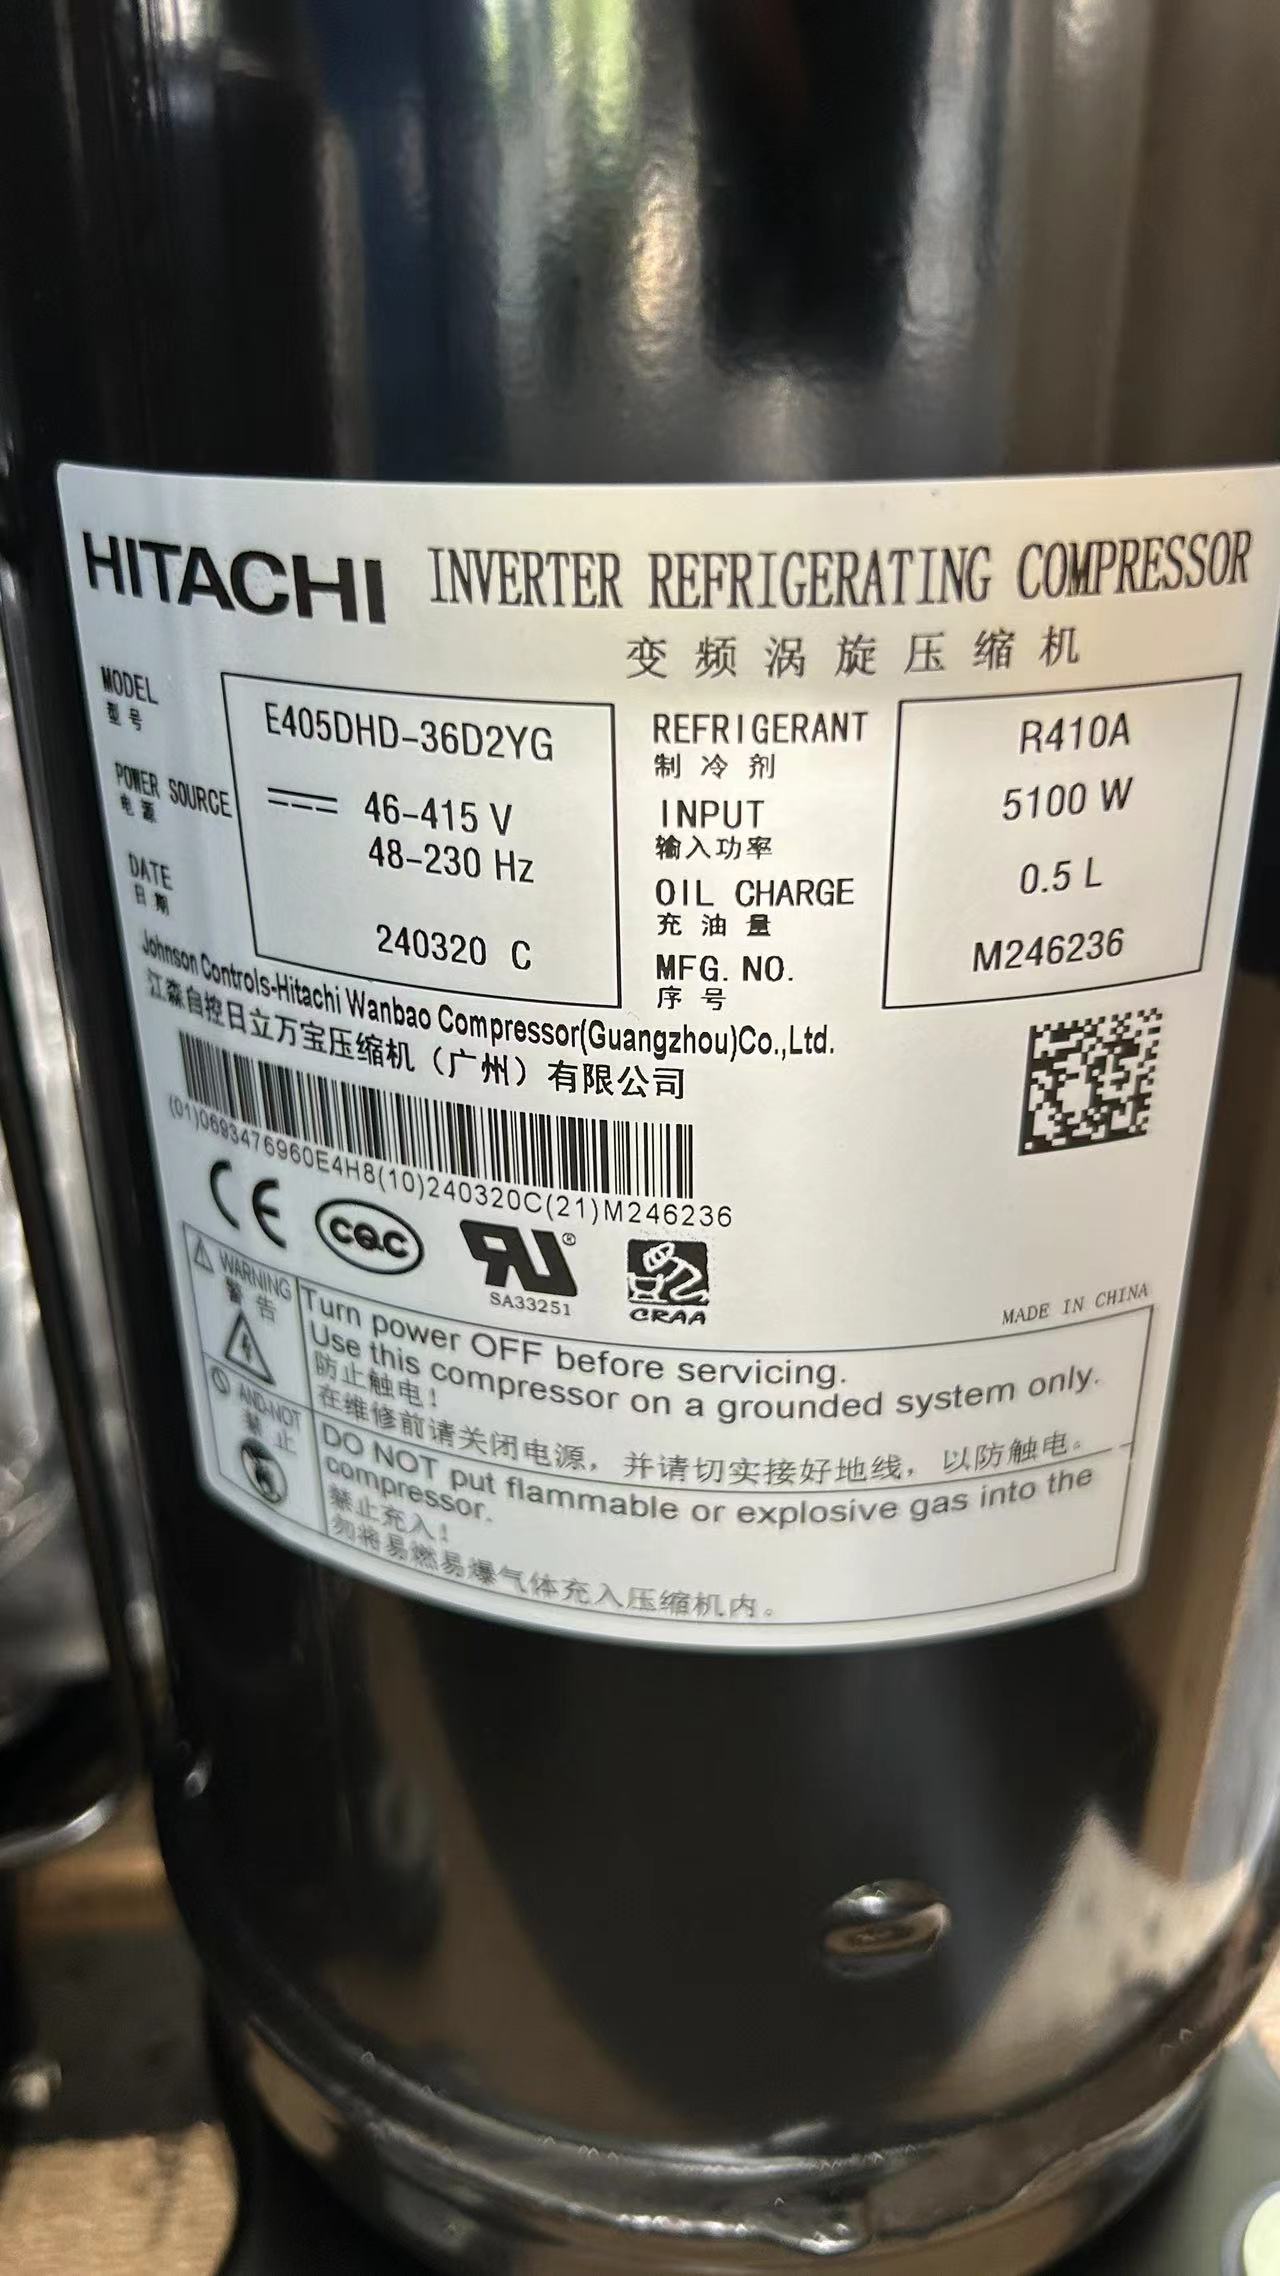 HITACHI INVERTER REFRIGERATING COMPRESSOR
变频涡旋压缩机
MODEL E405DHD-36D2YG
型号
POWER SOURCE 46-415 V
电源 48-230 Hz
DATE 240320 C
日期
REFRIGERANT R410A
制冷剂
INPUT 5100 W
输入功率
OIL CHARGE 0.5 L
充油量
MFG. NO. M246236
序号
Johnson Controls-Hitachi Wanbao Compressor(Guangzhou)Co.,Ltd.
江森自控日立万宝压缩机（广州）有限公司
(01)0693476960E4H8(10)240320C(21)M246236
CE CQC RU® CRAA
SA33251
MADE IN CHINA
WARNING
警告
Turn power OFF before servicing.
Use this compressor on a grounded system only.
防止触电！
在维修前请关闭电源，并请切实接好地线，以防触电。
AND-NOT
禁止
DO NOT put flammable or explosive gas into the
compressor.
禁止充入！
勿将易燃易爆气体充入压缩机内。